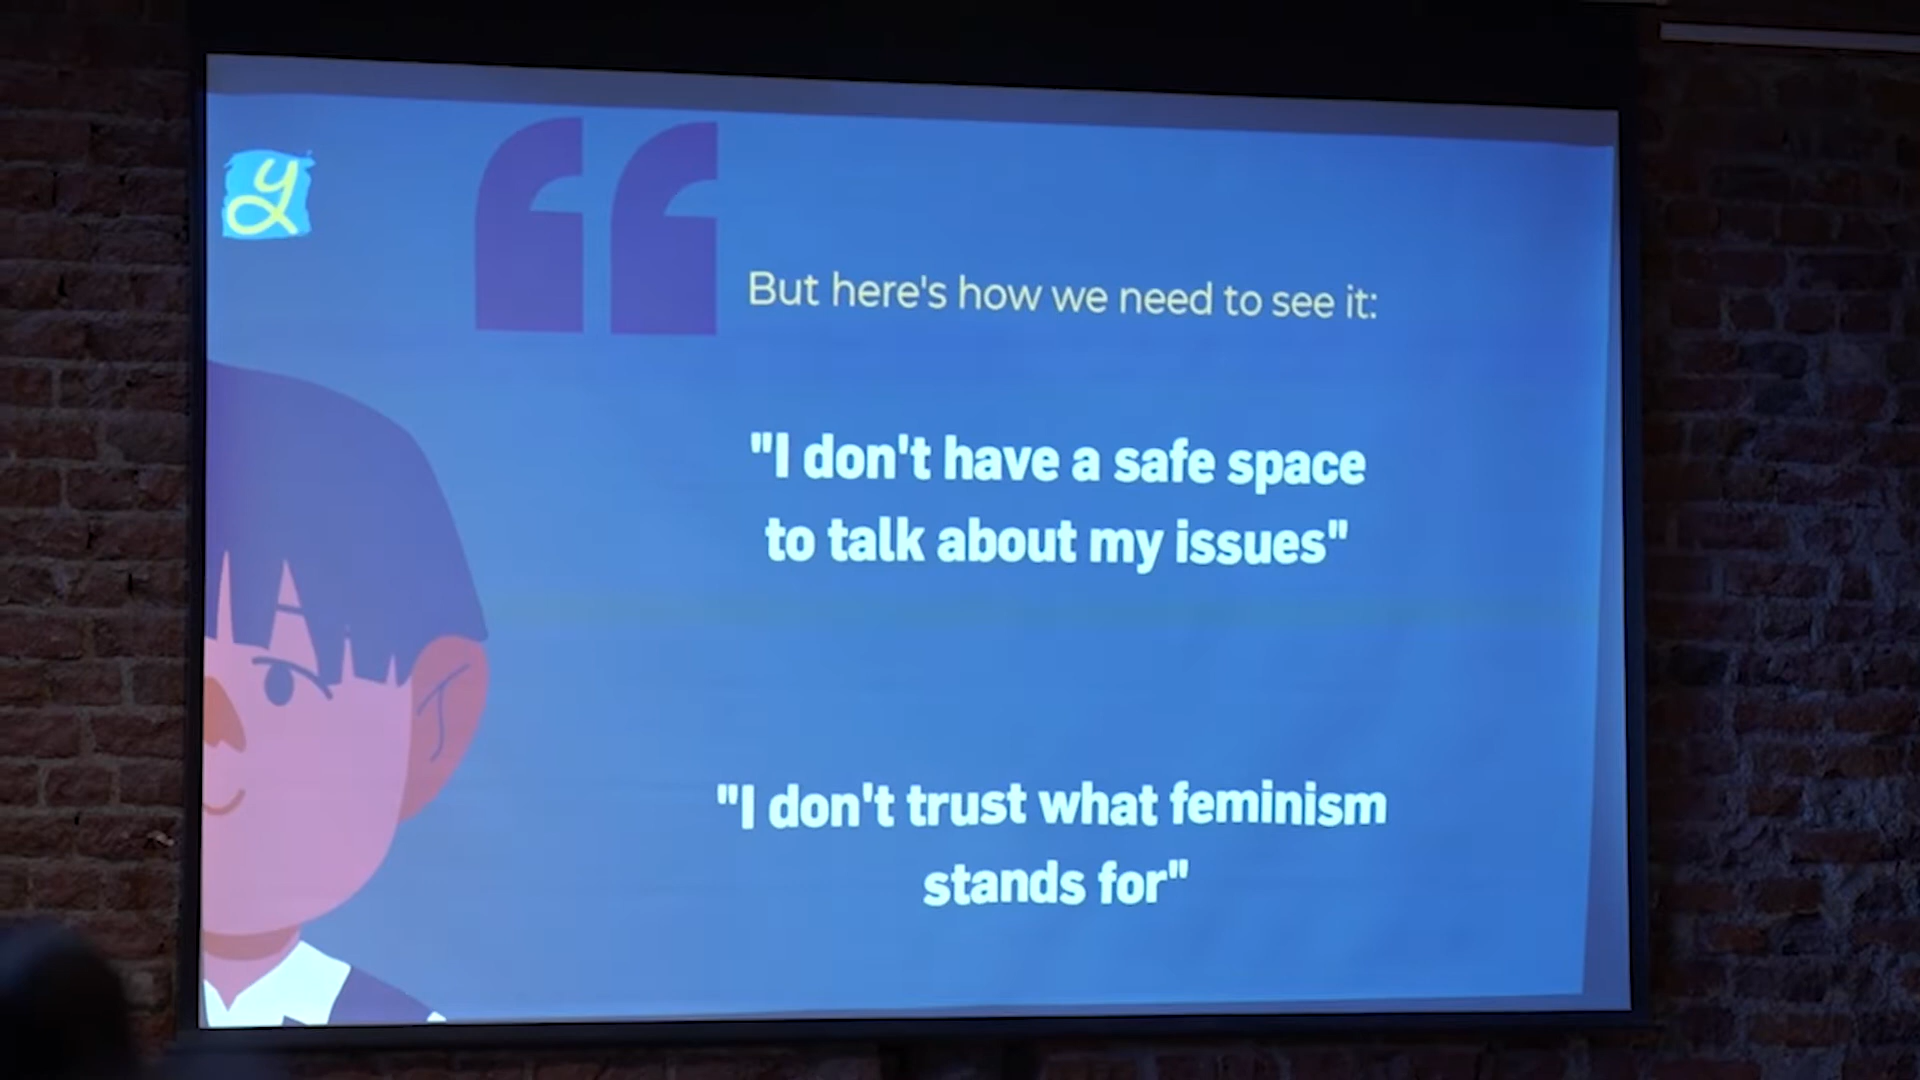 y
But here's how we need to see it:
"I don't have a safe space
to talk about my issues"
"I don't trust what feminism
stands for"